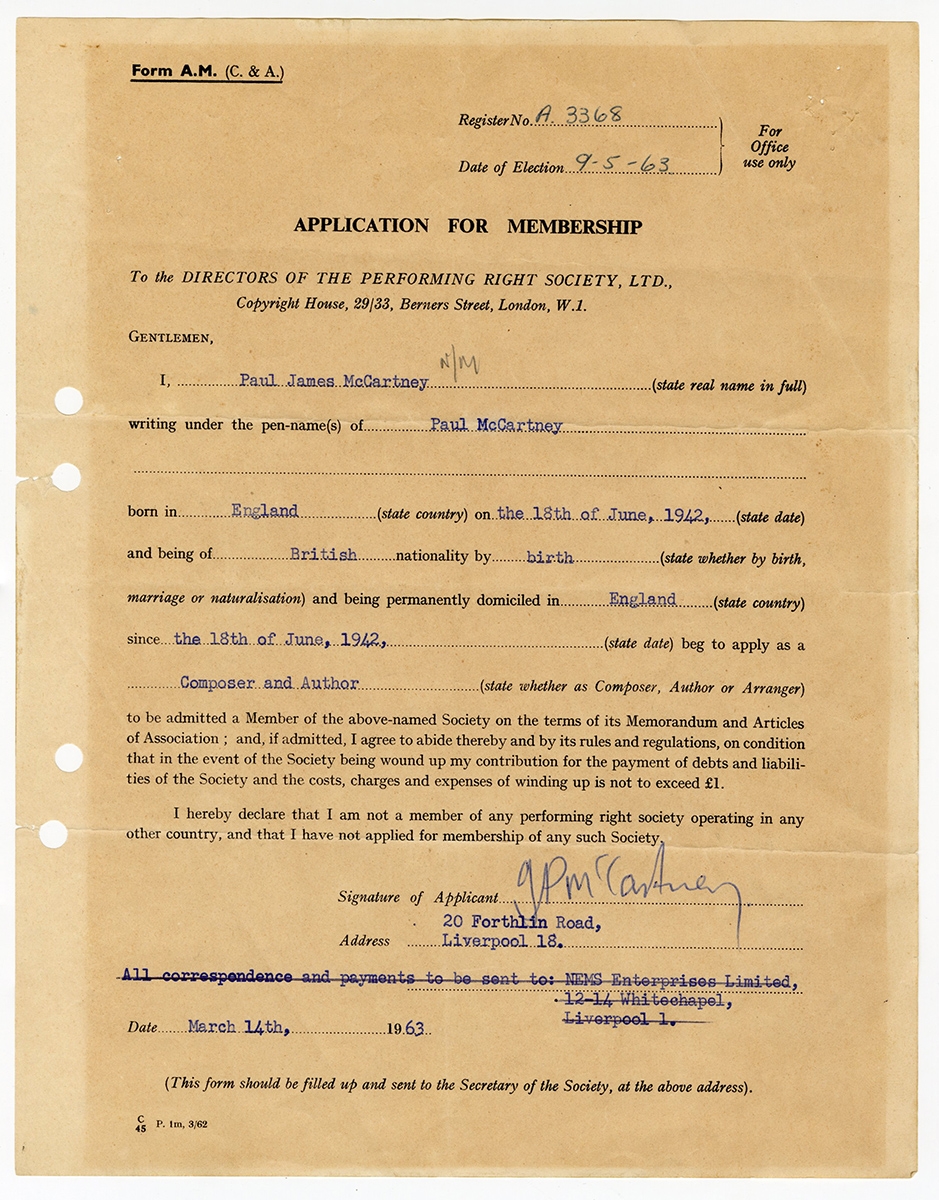 Form A.M. (C. & A.)
Register No. A. 3368
For
Office
use only
Date of Election 9-5-63
APPLICATION FOR MEMBERSHIP
To the DIRECTORS OF THE PERFORMING RIGHT SOCIETY, LTD.,
Copyright House, 29/33, Berners Street, London, W.1.
GENTLEMEN,
N/M
I, Paul James McCartney (state real name in full)
writing under the pen-name(s) of Paul McCartney
born in England (state country) on the 18th of June, 1942, (state date)
and being of British nationality by birth (state whether by birth,
marriage or naturalisation) and being permanently domiciled in England (state country)
since the 18th of June, 1942, (state date) beg to apply as a
Composer and Author (state whether as Composer, Author or Arranger)
to be admitted a Member of the above-named Society on the terms of its Memorandum and Articles
of Association ; and, if admitted, I agree to abide thereby and by its rules and regulations, on condition
that in the event of the Society being wound up my contribution for the payment of debts and liabili-
ties of the Society and the costs, charges and expenses of winding up is not to exceed £1.
I hereby declare that I am not a member of any performing right society operating in any
other country, and that I have not applied for membership of any such Society.
Signature of Applicant J P McCartney
20 Forthlin Road,
Address Liverpool 18.
All correspondence and payments to be sent to: NEMS Enterprises Limited,
12-14 Whitechapel,
Liverpool 1.
Date March 14th, 1963.
(This form should be filled up and sent to the Secretary of the Society, at the above address).
C
45 P. 1m, 3/62